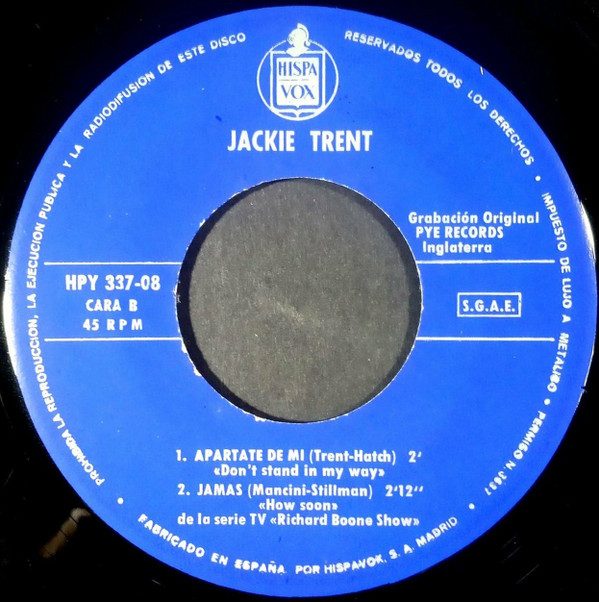 RESERVADOS TODOS LOS DERECHOS • IMPUESTO DE LUJO A METALICO • PERMISO N. 3637
PROHIBIDA LA REPRODUCCION, LA EJECUCION PUBLICA Y LA RADIODIFUSION DE ESTE DISCO
HISPA
VOX
JACKIE TRENT
Grabación Original
PYE RECORDS
Inglaterra
HPY 337-08
CARA B
45 RPM
S.G.A.E.
1. APARTATE DE MI (Trent-Hatch) 2'
«Don't stand in my way»
2. JAMAS (Mancini-Stillman) 2'12''
«How soon»
de la serie TV «Richard Boone Show»
• FABRICADO EN ESPAÑA POR HISPAVOX, S. A. MADRID •